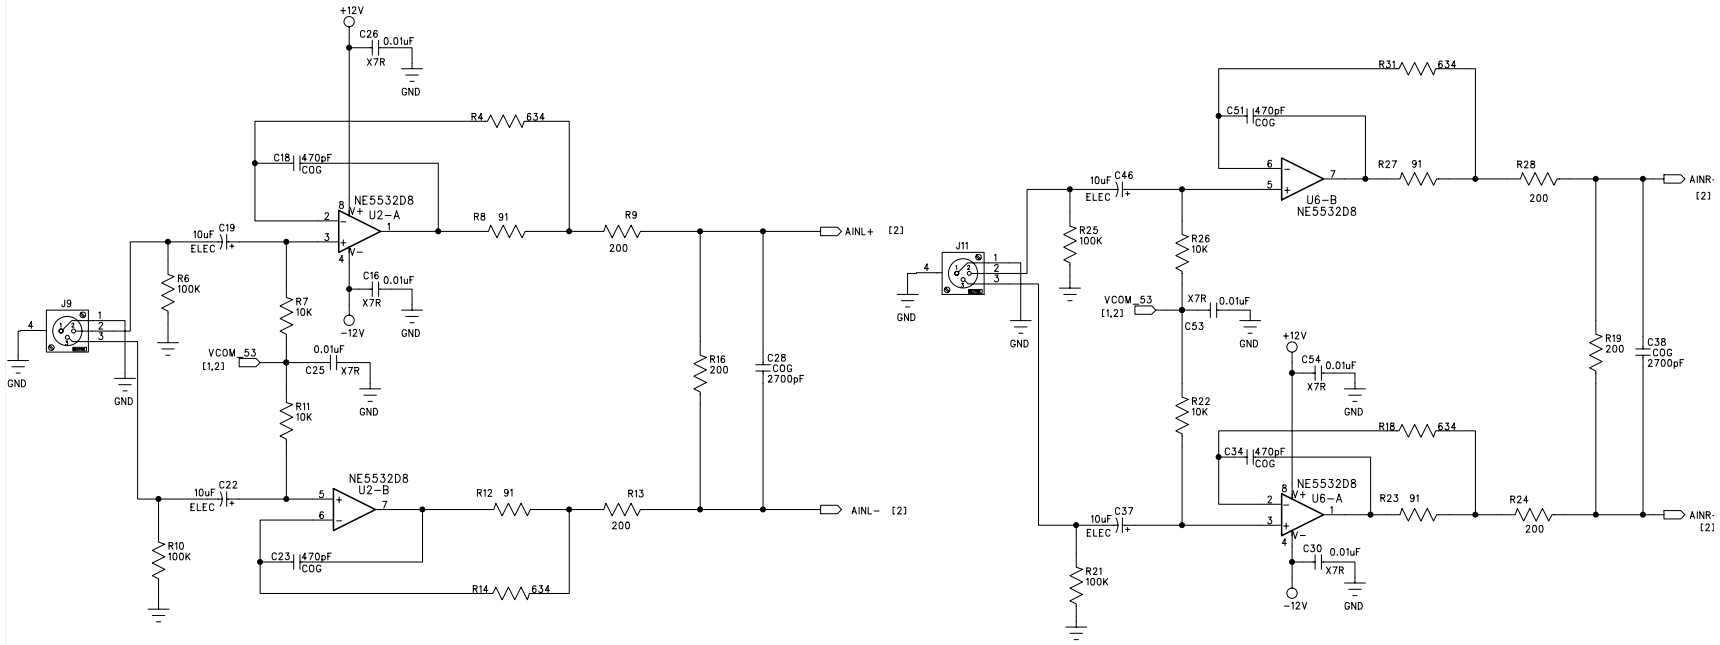 +12V
C26
0.01uF
X7R
GND
R4 634
C18 470pF
COG
NE5532D8
U2-A
8 V+
2 -
3 +
1
V-
4
R8 91
R9
200
AINL+ [2]
10uF C19
ELEC +
R6
100K
R7
10K
C16 0.01uF
X7R
GND
-12V
J9
4
1
2
3
GND
GND
VCOM_53
[1,2]
0.01uF
C25 X7R
GND
R11
10K
R16
200
C28
COG
2700pF
NE5532D8
U2-B
10uF C22
ELEC +
5 +
6 -
7
R12 91
R13
200
AINL- [2]
R10
100K
C23 470pF
COG
R14 634
R31 634
C51 470pF
COG
6 -
5 +
7
U6-B
NE5532D8
R27 91
R28
200
AINR-
[2]
10uF C46
ELEC +
R25
100K
R26
10K
J11
4
1
2
3
GND
GND
VCOM_53
[1,2]
X7R
0.01uF
C53
GND
+12V
C54
0.01uF
X7R
GND
R19
200
C38
COG
2700pF
R22
10K
R18 634
C34 470pF
COG
NE5532D8
U6-A
8 V+
2 -
3 +
1
V-
4
R23 91
R24
200
AINR-
[2]
10uF C37
ELEC +
R21
100K
C30 0.01uF
X7R
GND
-12V